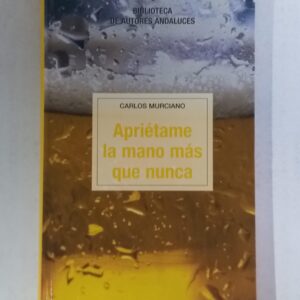 BIBLIOTECA
DE AUTORES ANDALUCES
CARLOS MURCIANO
Apriétame
la mano más
que nunca